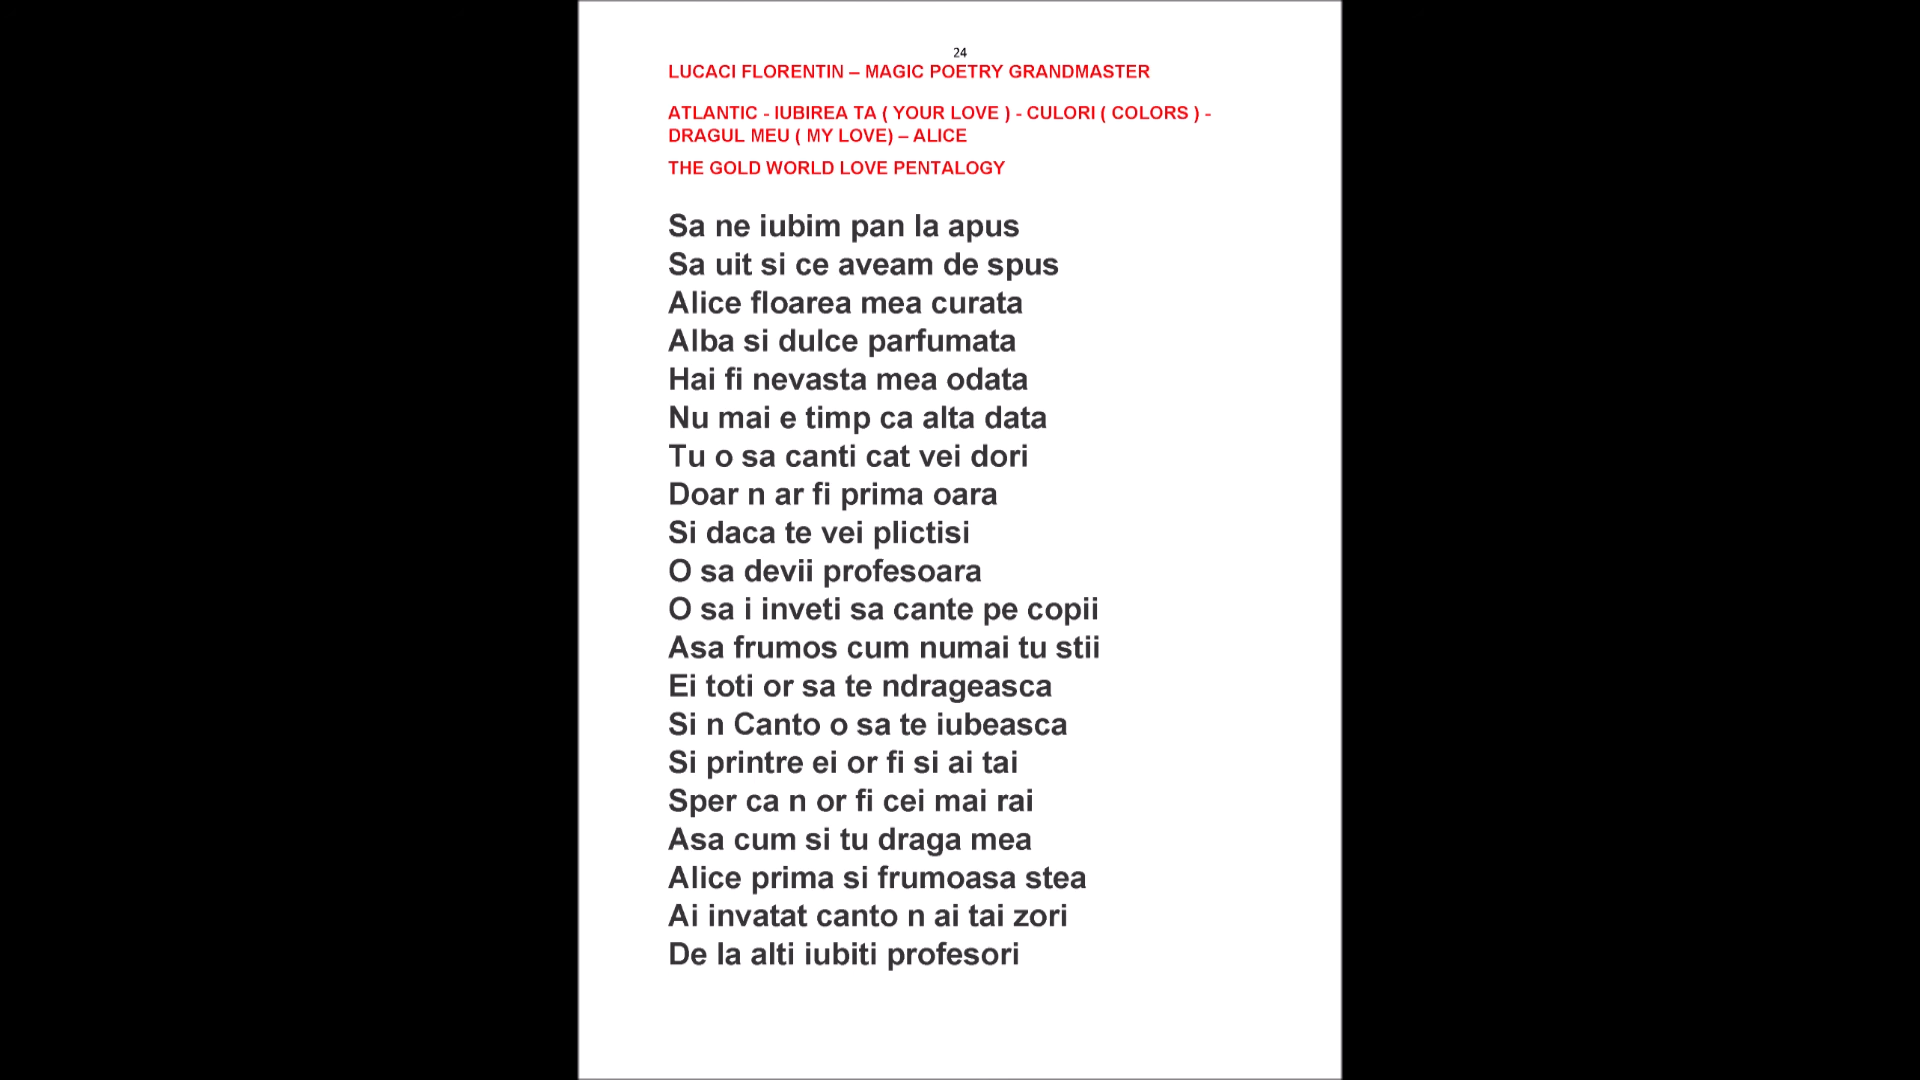 24
LUCACI FLORENTIN – MAGIC POETRY GRANDMASTER
ATLANTIC - IUBIREA TA ( YOUR LOVE ) - CULORI ( COLORS ) -
DRAGUL MEU ( MY LOVE) – ALICE
THE GOLD WORLD LOVE PENTALOGY
Sa ne iubim pan la apus
Sa uit si ce aveam de spus
Alice floarea mea curata
Alba si dulce parfumata
Hai fi nevasta mea odata
Nu mai e timp ca alta data
Tu o sa canti cat vei dori
Doar n ar fi prima oara
Si daca te vei plictisi
O sa devii profesoara
O sa i inveti sa cante pe copii
Asa frumos cum numai tu stii
Ei toti or sa te ndrageasca
Si n Canto o sa te iubeasca
Si printre ei or fi si ai tai
Sper ca n or fi cei mai rai
Asa cum si tu draga mea
Alice prima si frumoasa stea
Ai invatat canto n ai tai zori
De la alti iubiti profesori